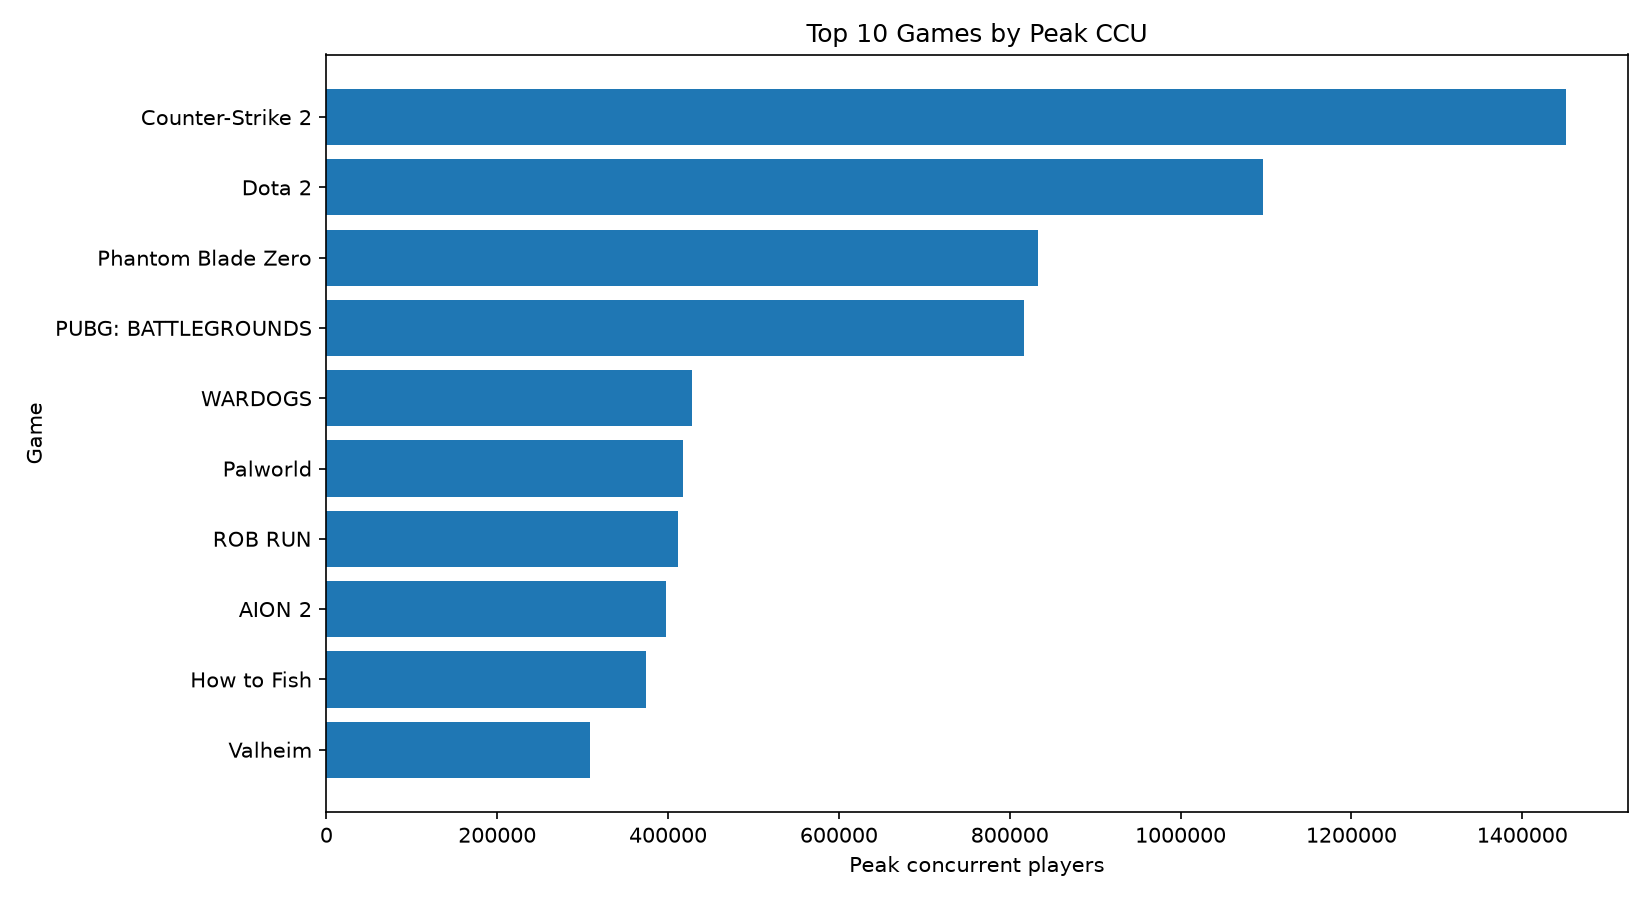 Top 10 Games by Peak CCU
Counter-Strike 2
Dota 2
Phantom Blade Zero
PUBG: BATTLEGROUNDS
WARDOGS
Palworld
ROB RUN
AION 2
How to Fish
Valheim
Game
0 200000 400000 600000 800000 1000000 1200000 1400000
Peak concurrent players